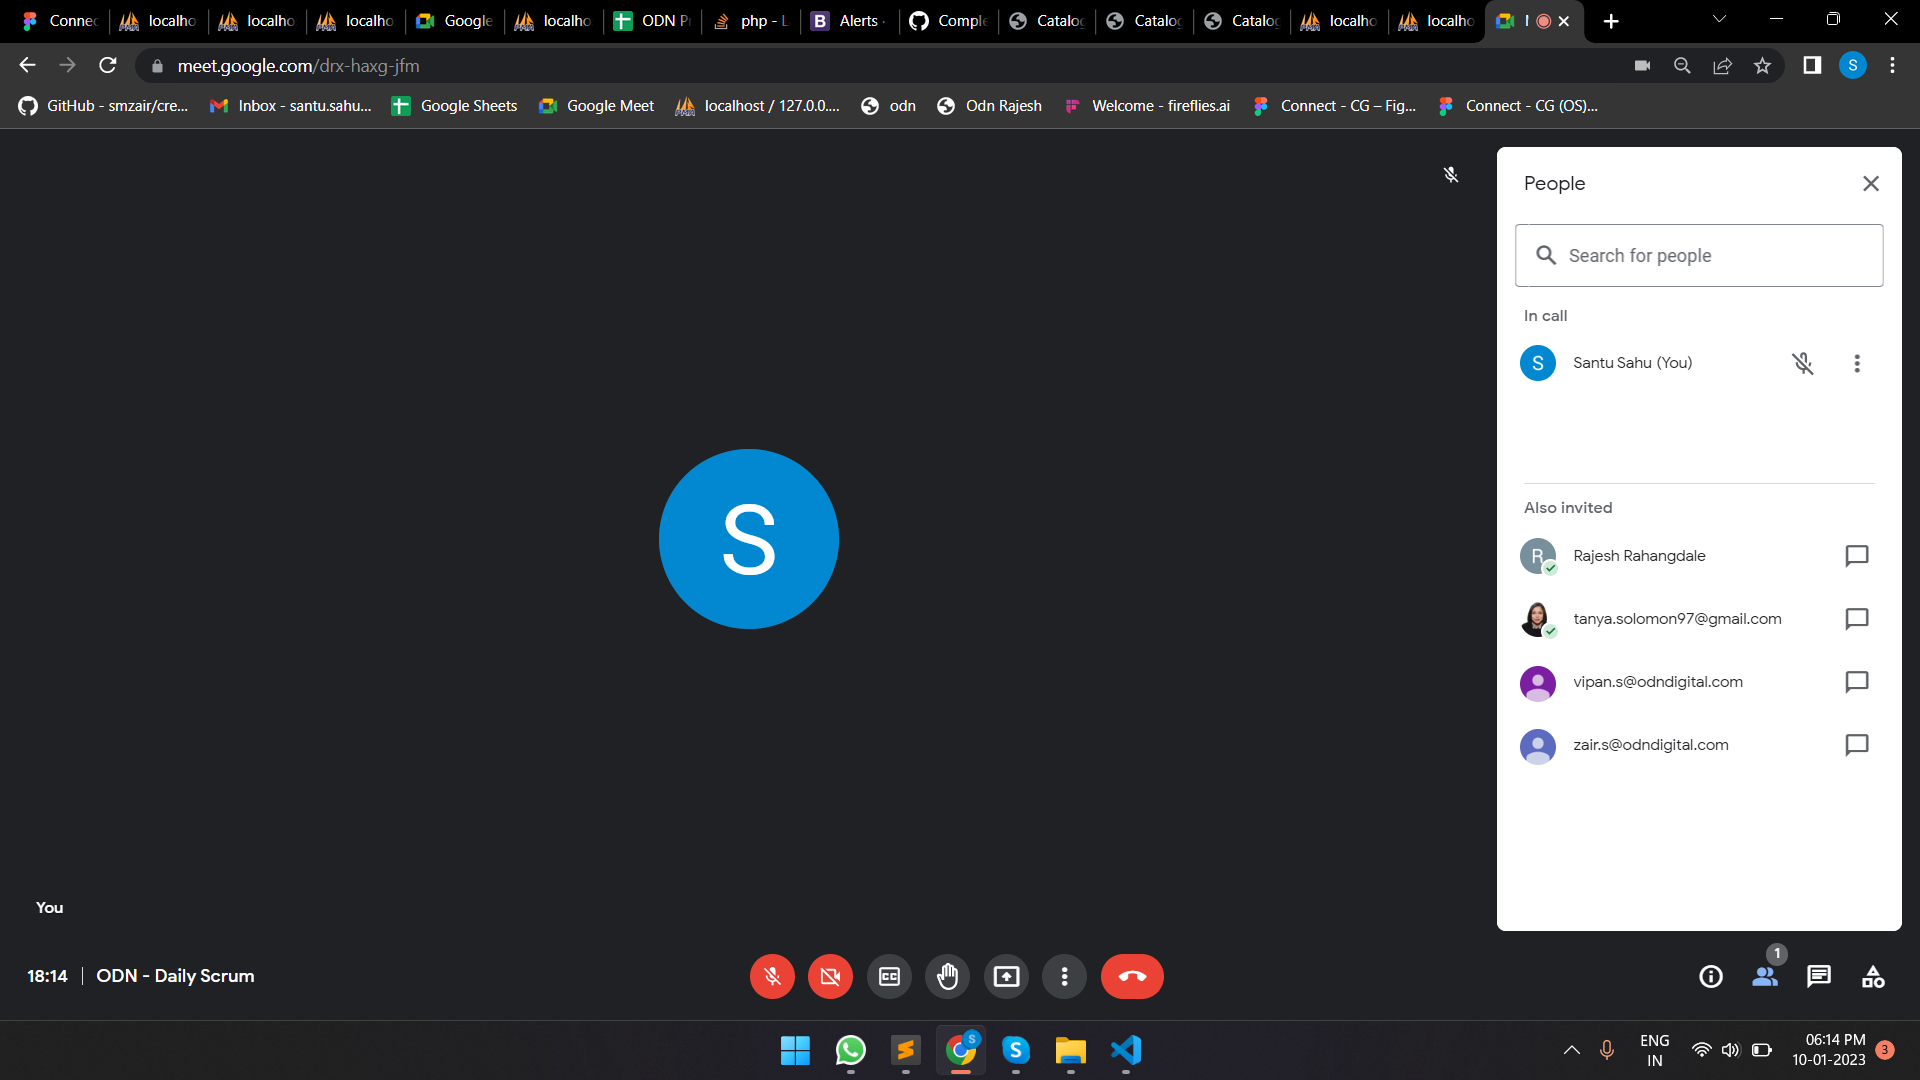 Connec
localho
localho
localho
Google
localho
ODN Pr
php - L
Alerts ·
Comple
Catalog
Catalog
Catalog
localho
localho
meet.google.com/drx-haxg-jfm
S
GitHub - smzair/cre...
Inbox - santu.sahu...
Google Sheets
Google Meet
localhost / 127.0.0....
odn
Odn Rajesh
Welcome - fireflies.ai
Connect - CG – Fig...
Connect - CG (OS)...
People
Search for people
In call
S
Santu Sahu (You)
S
Also invited
R
Rajesh Rahangdale
tanya.solomon97@gmail.com
vipan.s@odndigital.com
zair.s@odndigital.com
You
18:14
ODN - Daily Scrum
CC
1
S
S
ENG
IN
06:14 PM
10-01-2023
3